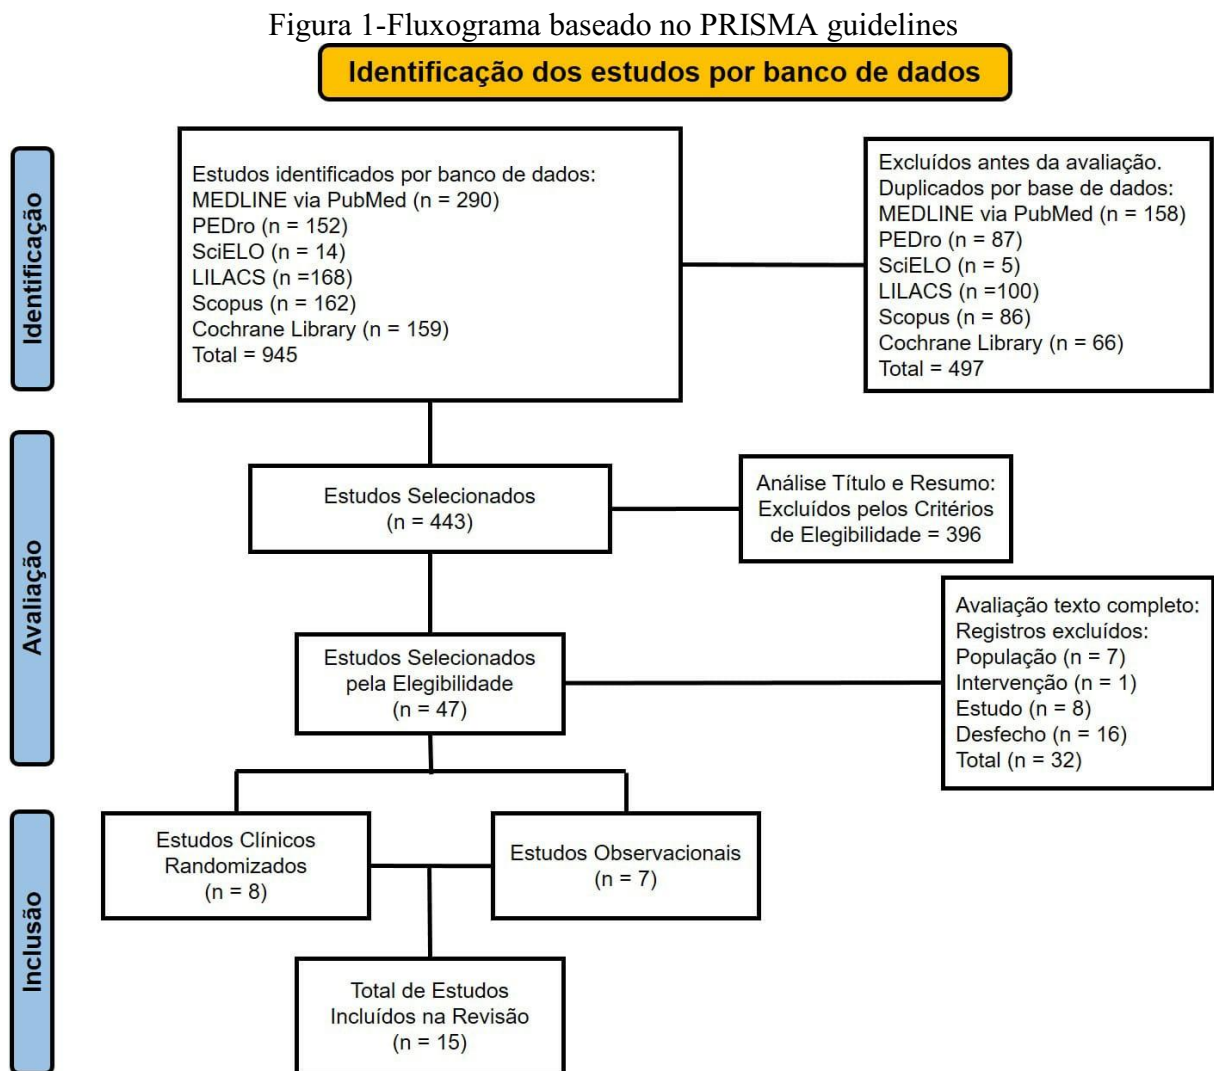 Figura 1-Fluxograma baseado no PRISMA guidelines
Identificação dos estudos por banco de dados
Identificação
Estudos identificados por banco de dados:
MEDLINE via PubMed (n = 290)
PEDro (n = 152)
SciELO (n = 14)
LILACS (n =168)
Scopus (n = 162)
Cochrane Library (n = 159)
Total = 945
Excluídos antes da avaliação.
Duplicados por base de dados:
MEDLINE via PubMed (n = 158)
PEDro (n = 87)
SciELO (n = 5)
LILACS (n =100)
Scopus (n = 86)
Cochrane Library (n = 66)
Total = 497
Avaliação
Estudos Selecionados
(n = 443)
Análise Título e Resumo:
Excluídos pelos Critérios
de Elegibilidade = 396
Estudos Selecionados
pela Elegibilidade
(n = 47)
Avaliação texto completo:
Registros excluídos:
População (n = 7)
Intervenção (n = 1)
Estudo (n = 8)
Desfecho (n = 16)
Total (n = 32)
Inclusão
Estudos Clínicos
Randomizados
(n = 8)
Estudos Observacionais
(n = 7)
Total de Estudos
Incluídos na Revisão
(n = 15)